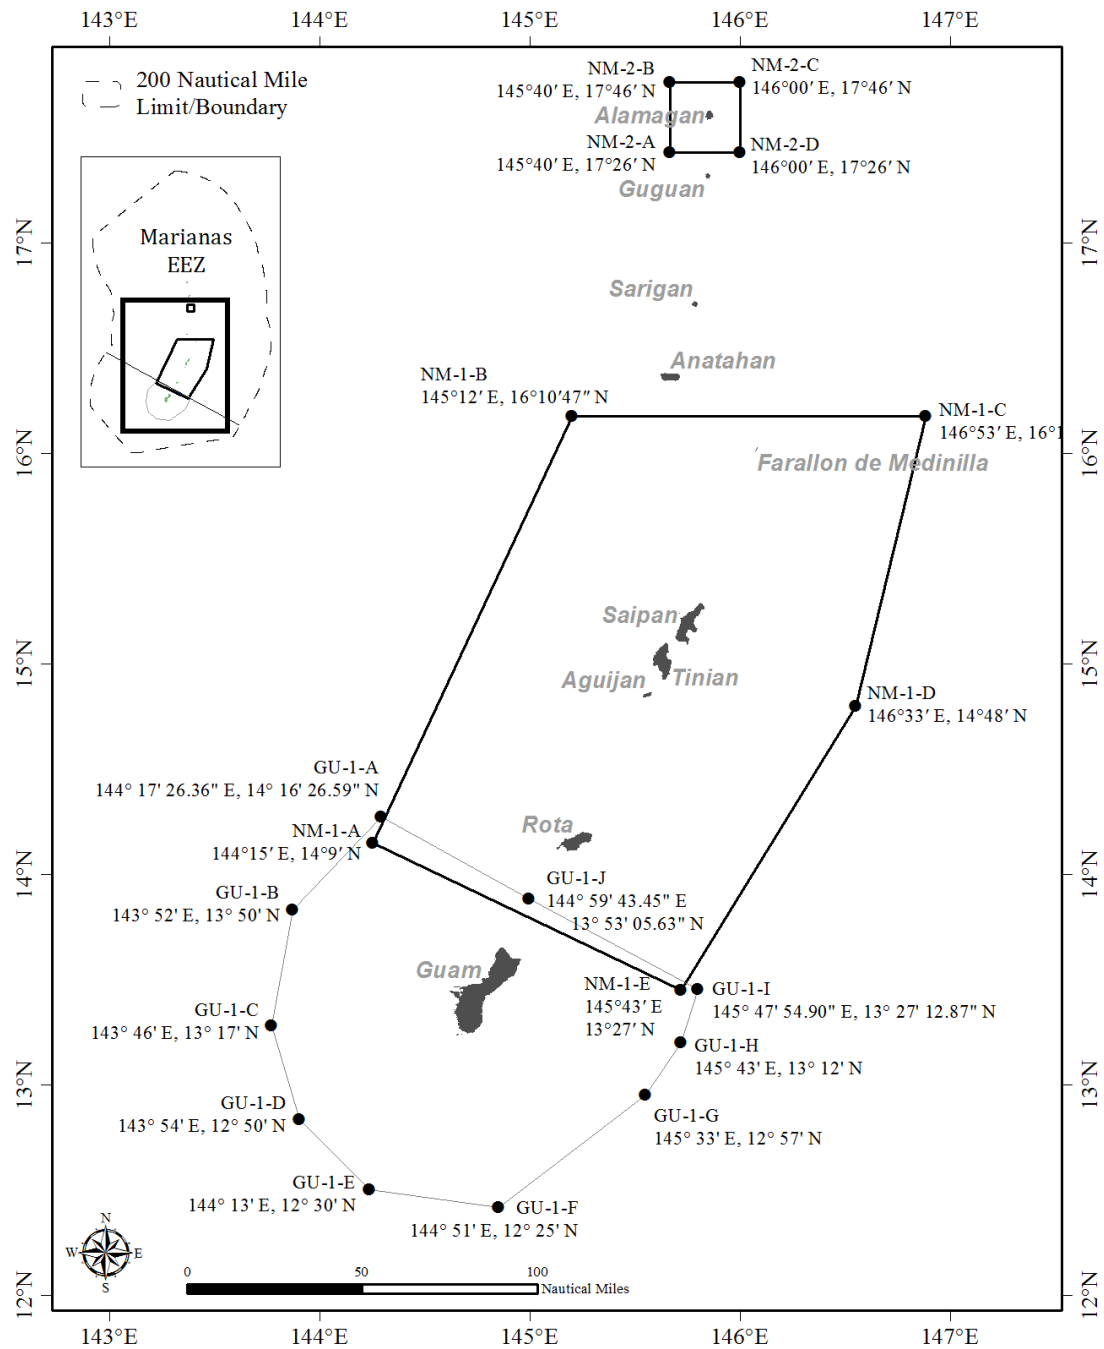 143°E
144°E
145°E
146°E
147°E
200 Nautical Mile
Limit/Boundary
Marianas
EEZ
NM-2-B
145°40′ E, 17°46′ N
NM-2-C
146°00′ E, 17°46′ N
Alamagan
NM-2-A
145°40′ E, 17°26′ N
NM-2-D
146°00′ E, 17°26′ N
Guguan
17°N
17°N
Sarigan
Anatahan
NM-1-B
145°12′ E, 16°10′47″ N
NM-1-C
146°53′ E, 16°1
16°N
16°N
Farallon de Medinilla
Saipan
15°N
15°N
Aguijan
Tinian
NM-1-D
146°33′ E, 14°48′ N
GU-1-A
144° 17' 26.36" E, 14° 16' 26.59" N
NM-1-A
144°15′ E, 14°9′ N
Rota
14°N
14°N
GU-1-J
144° 59' 43.45" E
13° 53' 05.63" N
GU-1-B
143° 52' E, 13° 50' N
Guam
NM-1-E
145°43′ E
13°27′ N
GU-1-I
145° 47' 54.90" E, 13° 27' 12.87" N
GU-1-C
143° 46' E, 13° 17' N
GU-1-H
145° 43' E, 13° 12' N
13°N
13°N
GU-1-D
143° 54' E, 12° 50' N
GU-1-G
145° 33' E, 12° 57' N
GU-1-E
144° 13' E, 12° 30' N
GU-1-F
144° 51' E, 12° 25' N
N
W
E
S
0
50
100
Nautical Miles
12°N
12°N
143°E
144°E
145°E
146°E
147°E